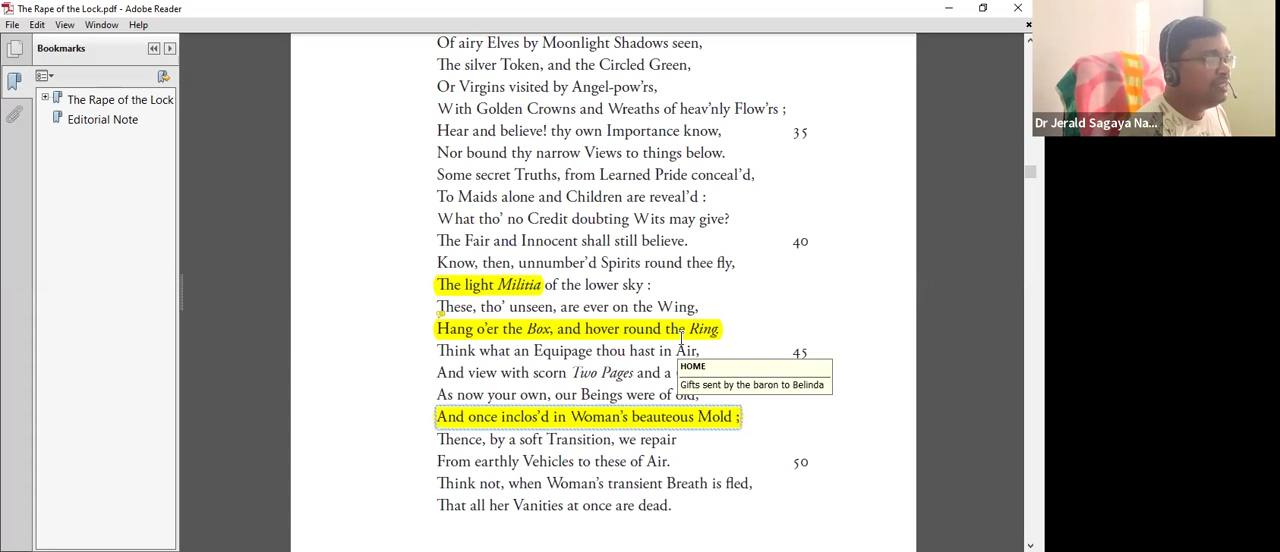 The Rape of the Lock.pdf - Adobe Reader
File Edit View Window Help
Bookmarks
The Rape of the Lock
Editorial Note
Of airy Elves by Moonlight Shadows seen,
The silver Token, and the Circled Green,
Or Virgins visited by Angel-pow'rs,
With Golden Crowns and Wreaths of heav'nly Flow'rs ;
Hear and believe! thy own Importance know, 35
Nor bound thy narrow Views to things below.
Some secret Truths, from Learned Pride conceal'd,
To Maids alone and Children are reveal'd :
What tho' no Credit doubting Wits may give?
The Fair and Innocent shall still believe. 40
Know, then, unnumber'd Spirits round thee fly,
The light Militia of the lower sky :
These, tho' unseen, are ever on the Wing,
Hang o'er the Box, and hover round the Ring.
Think what an Equipage thou hast in Air, 45
And view with scorn Two Pages and a
As now your own, our Beings were of old,
And once inclos'd in Woman's beauteous Mold ;
Thence, by a soft Transition, we repair
From earthly Vehicles to these of Air. 50
Think not, when Woman's transient Breath is fled,
That all her Vanities at once are dead.
HOME
Gifts sent by the baron to Belinda
Dr Jerald Sagaya Na...